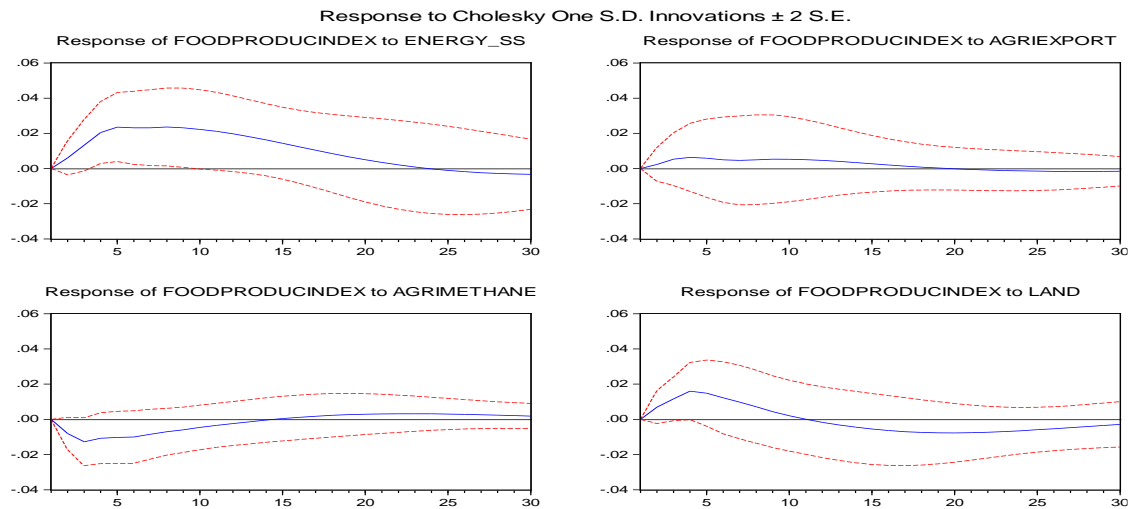 Response to Cholesky One S.D. Innovations ± 2 S.E.
Response of FOODPRODUCINDEX to ENERGY_SS
.06
.04
.02
.00
-.02
-.04
5 10 15 20 25 30
Response of FOODPRODUCINDEX to AGRIEXPORT
.06
.04
.02
.00
-.02
-.04
5 10 15 20 25 30
Response of FOODPRODUCINDEX to AGRIMETHANE
.06
.04
.02
.00
-.02
-.04
5 10 15 20 25 30
Response of FOODPRODUCINDEX to LAND
.06
.04
.02
.00
-.02
-.04
5 10 15 20 25 30